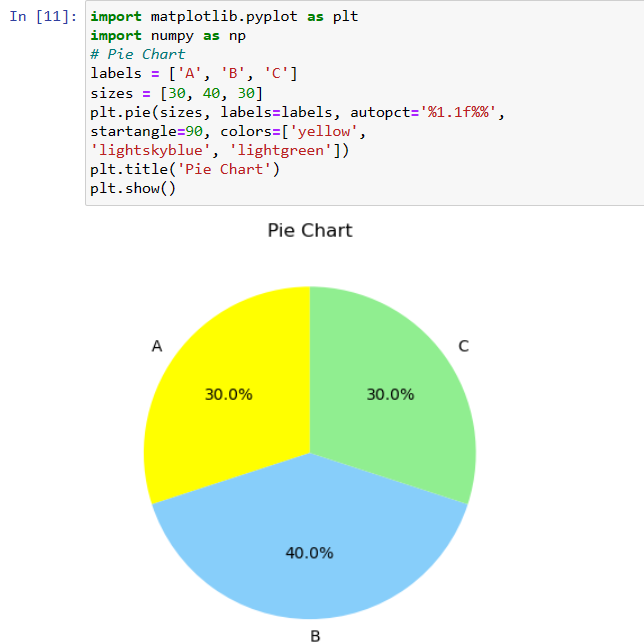 In [11]: import matplotlib.pyplot as plt
import numpy as np
# Pie Chart
labels = ['A', 'B', 'C']
sizes = [30, 40, 30]
plt.pie(sizes, labels=labels, autopct='%1.1f%%',
startangle=90, colors=['yellow',
'lightskyblue', 'lightgreen'])
plt.title('Pie Chart')
plt.show()
Pie Chart
A
C
30.0%
30.0%
40.0%
B